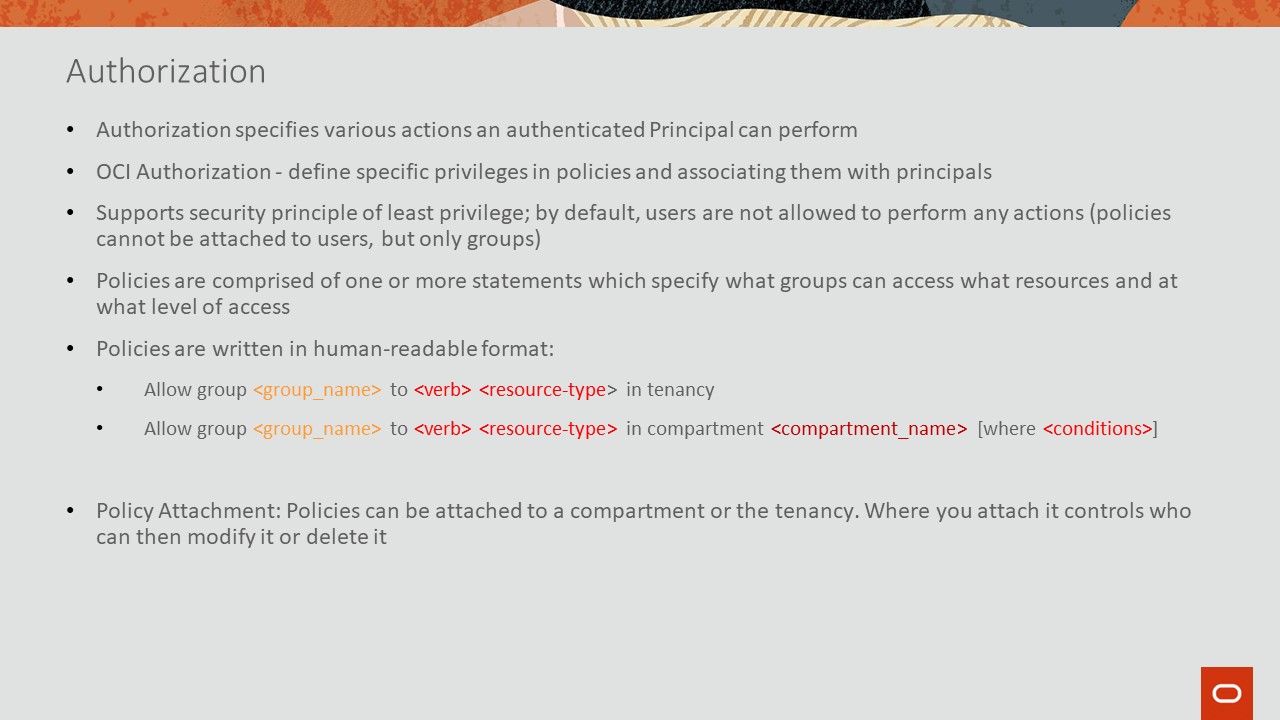 Authorization
• Authorization specifies various actions an authenticated Principal can perform
• OCI Authorization - define specific privileges in policies and associating them with principals
• Supports security principle of least privilege; by default, users are not allowed to perform any actions (policies
cannot be attached to users, but only groups)
• Policies are comprised of one or more statements which specify what groups can access what resources and at
what level of access
• Policies are written in human-readable format:
• Allow group <group_name> to <verb> <resource-type> in tenancy
• Allow group <group_name> to <verb> <resource-type> in compartment <compartment_name> [where <conditions>]
• Policy Attachment: Policies can be attached to a compartment or the tenancy. Where you attach it controls who
can then modify it or delete it